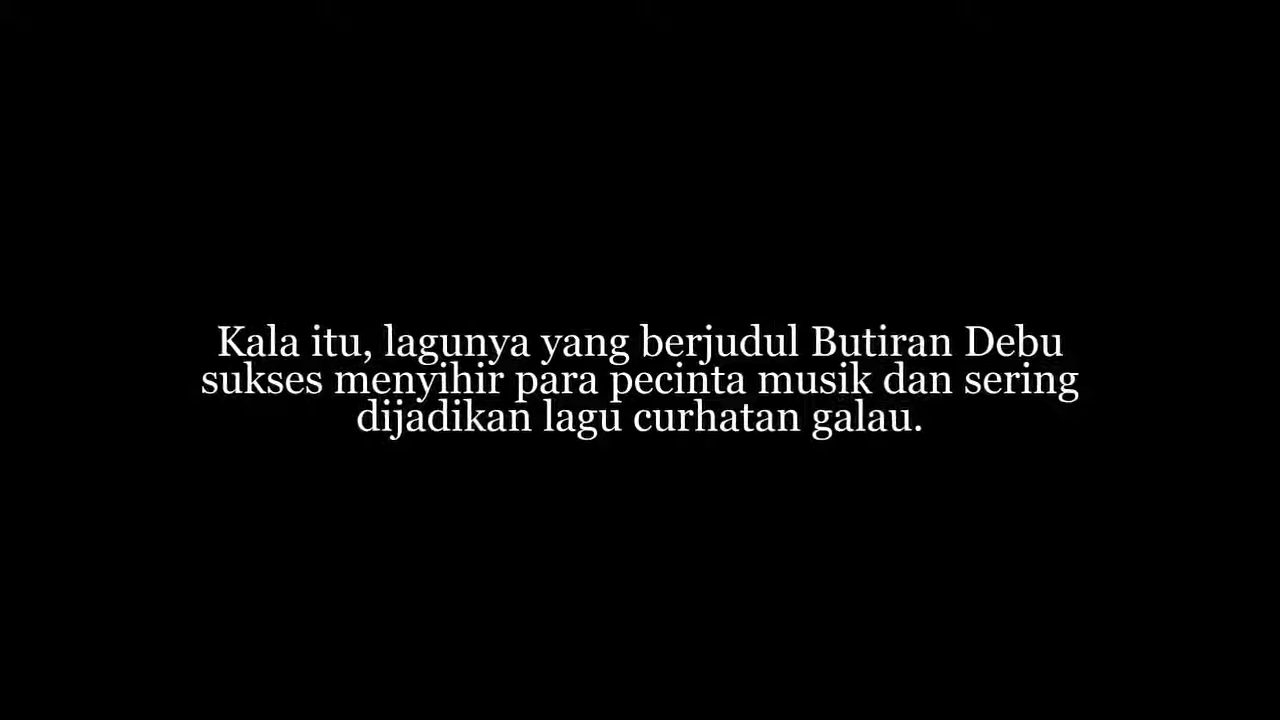 Kala itu, lagunya yang berjudul Butiran Debu
sukses menyihir para pecinta musik dan sering
dijadikan lagu curhatan galau.